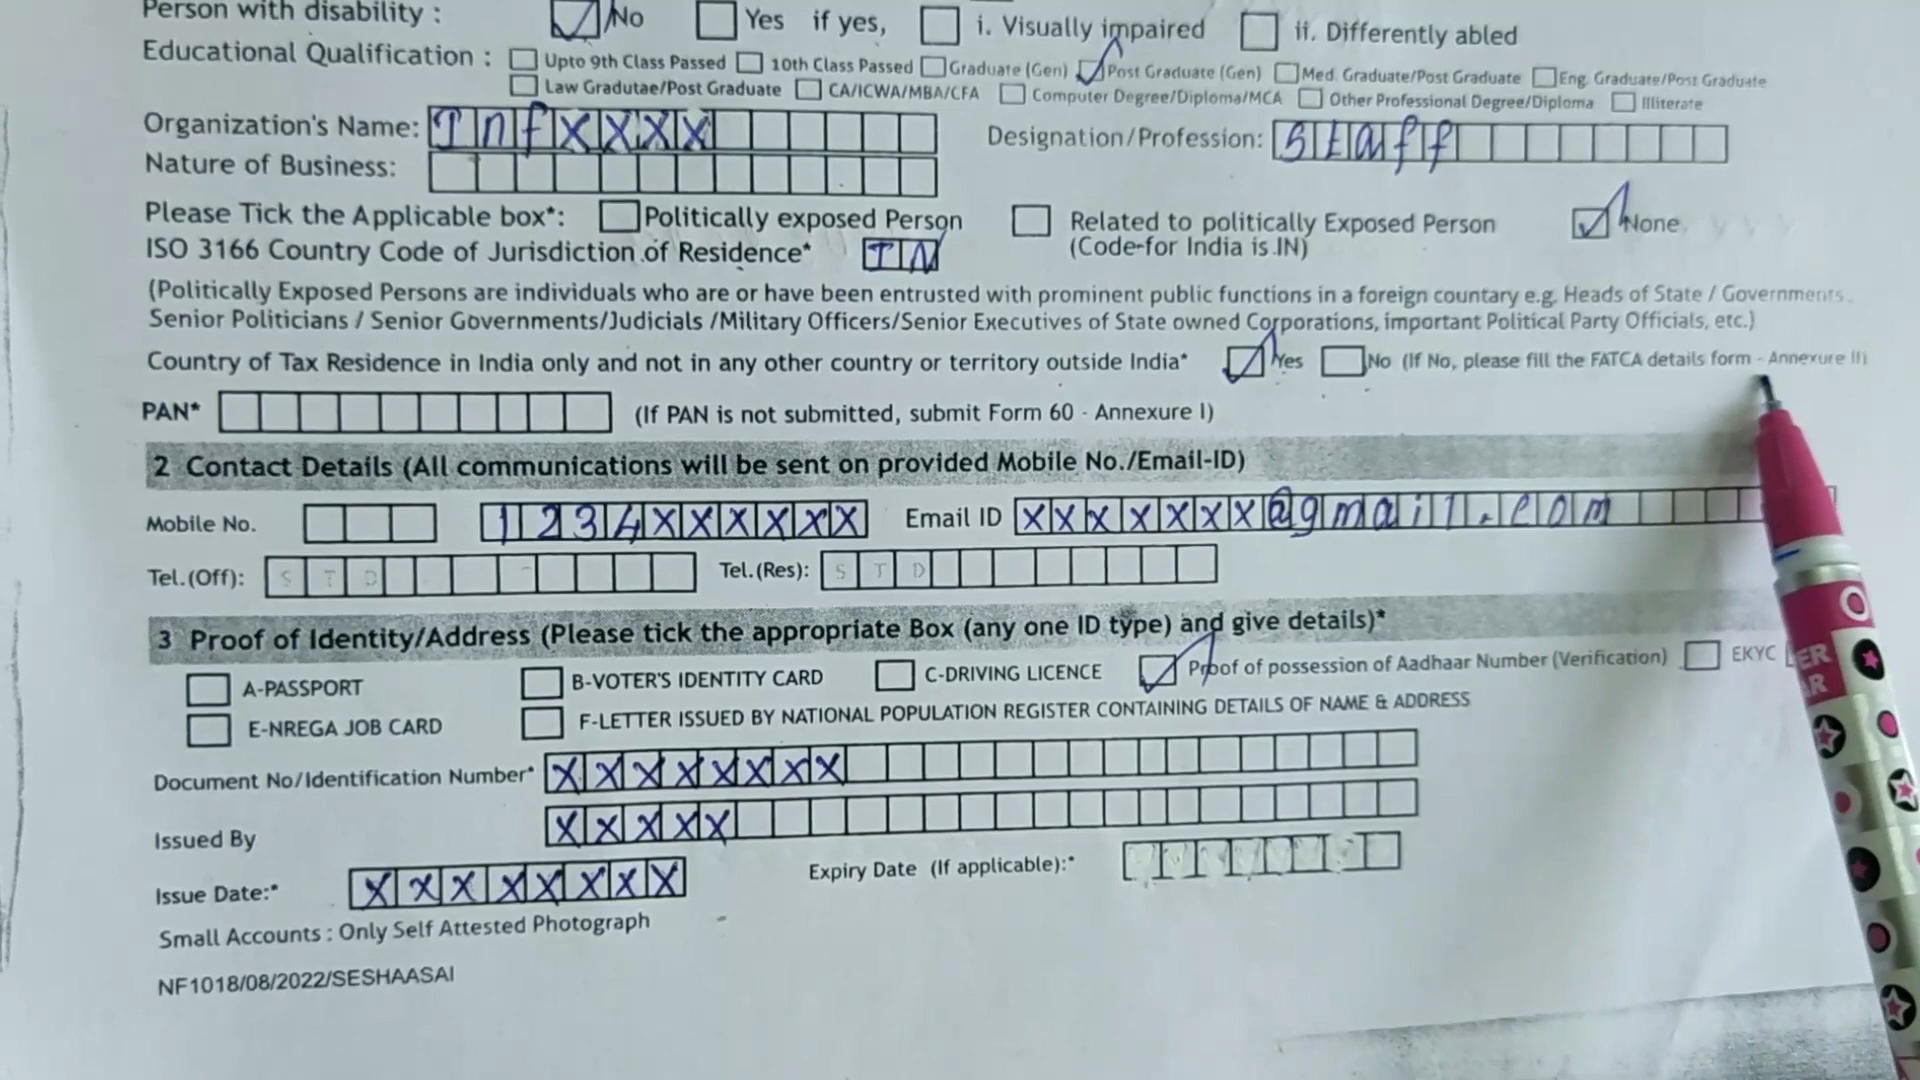 Person with disability : No Yes if yes, i. Visually impaired ii. Differently abled
Educational Qualification : Upto 9th Class Passed 10th Class Passed Graduate (Gen) Post Graduate (Gen) Med. Graduate/Post Graduate Eng. Graduate/Post Graduate
Law Gradutae/Post Graduate CA/ICWA/MBA/CFA Computer Degree/Diploma/MCA Other Professional Degree/Diploma Illiterate
Organization's Name: InfXXXX Designation/Profession: Staff
Nature of Business:
Please Tick the Applicable box*: Politically exposed Person Related to politically Exposed Person None
ISO 3166 Country Code of Jurisdiction of Residence* IN (Code-for India is IN)
(Politically Exposed Persons are individuals who are or have been entrusted with prominent public functions in a foreign countary e.g. Heads of State / Governments,
Senior Politicians / Senior Governments/Judicials /Military Officers/Senior Executives of State owned Corporations, important Political Party Officials, etc.)
Country of Tax Residence in India only and not in any other country or territory outside India* Yes No (If No, please fill the FATCA details form - Annexure II)
PAN* (If PAN is not submitted, submit Form 60 - Annexure I)
2 Contact Details (All communications will be sent on provided Mobile No./Email-ID)
Mobile No. 1234XXXXXX Email ID XXXXXXX@gmail.com
Tel.(Off): S T D Tel.(Res): S T D
3 Proof of Identity/Address (Please tick the appropriate Box (any one ID type) and give details)*
A-PASSPORT B-VOTER'S IDENTITY CARD C-DRIVING LICENCE Proof of possession of Aadhaar Number (Verification) EKYC
E-NREGA JOB CARD F-LETTER ISSUED BY NATIONAL POPULATION REGISTER CONTAINING DETAILS OF NAME & ADDRESS
Document No/Identification Number* XXXXXXXX
Issued By XXXXX
Issue Date:* XXXXXXXX Expiry Date (If applicable):*
Small Accounts : Only Self Attested Photograph
NF1018/08/2022/SESHAASAI